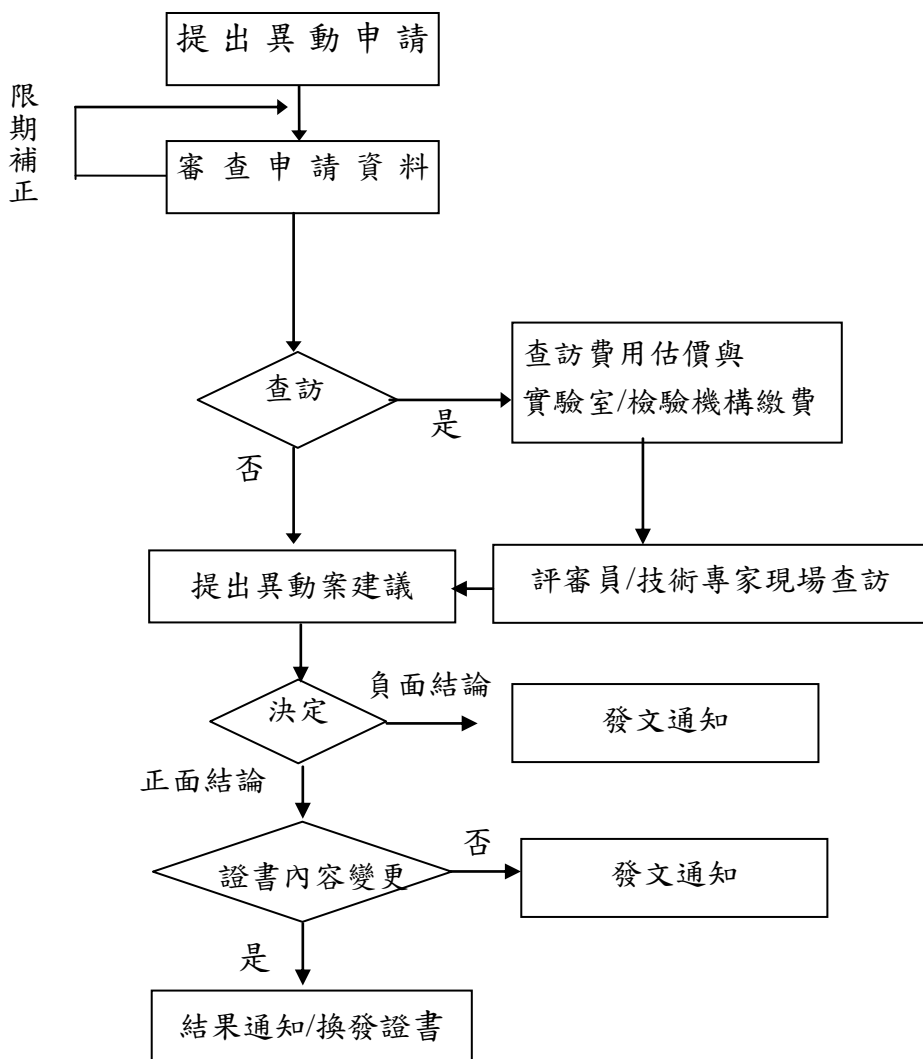 提出異動申請
限期補正
審查申請資料
查訪費用估價與
實驗室/檢驗機構繳費
查訪
是
否
提出異動案建議
評審員/技術專家現場查訪
負面結論
決定
發文通知
正面結論
否
證書內容變更
發文通知
是
結果通知/換發證書